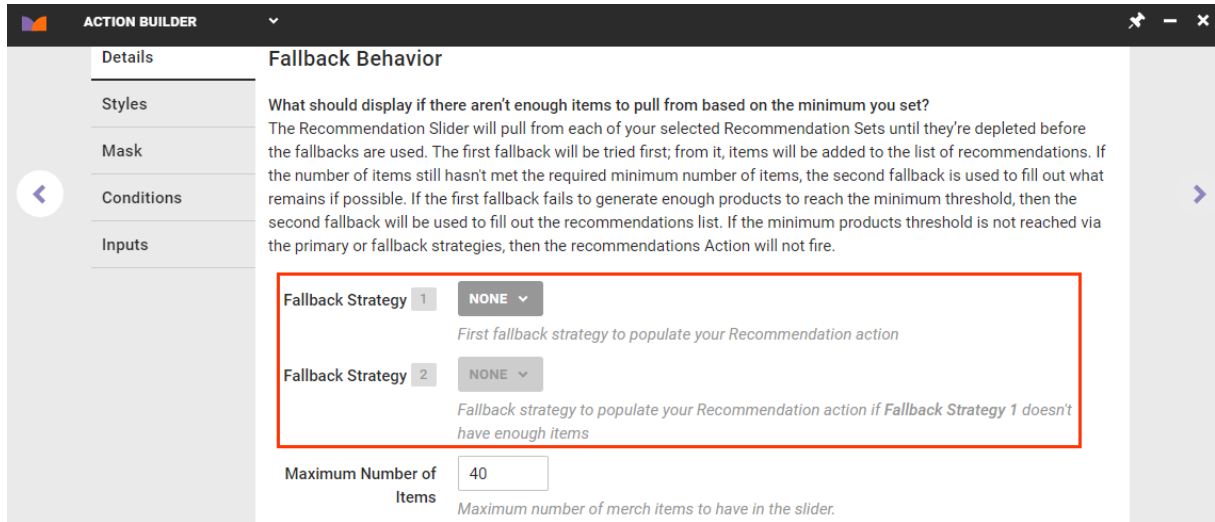 ACTION BUILDER
Details
Styles
Mask
Conditions
Inputs
Fallback Behavior
What should display if there aren't enough items to pull from based on the minimum you set?
The Recommendation Slider will pull from each of your selected Recommendation Sets until they're depleted before
the fallbacks are used. The first fallback will be tried first; from it, items will be added to the list of recommendations. If
the number of items still hasn't met the required minimum number of items, the second fallback is used to fill out what
remains if possible. If the first fallback fails to generate enough products to reach the minimum threshold, then the
second fallback will be used to fill out the recommendations list. If the minimum products threshold is not reached via
the primary or fallback strategies, then the recommendations Action will not fire.
Fallback Strategy 1 NONE
First fallback strategy to populate your Recommendation action
Fallback Strategy 2 NONE
Fallback strategy to populate your Recommendation action if Fallback Strategy 1 doesn't
have enough items
Maximum Number of
Items
40
Maximum number of merch items to have in the slider.